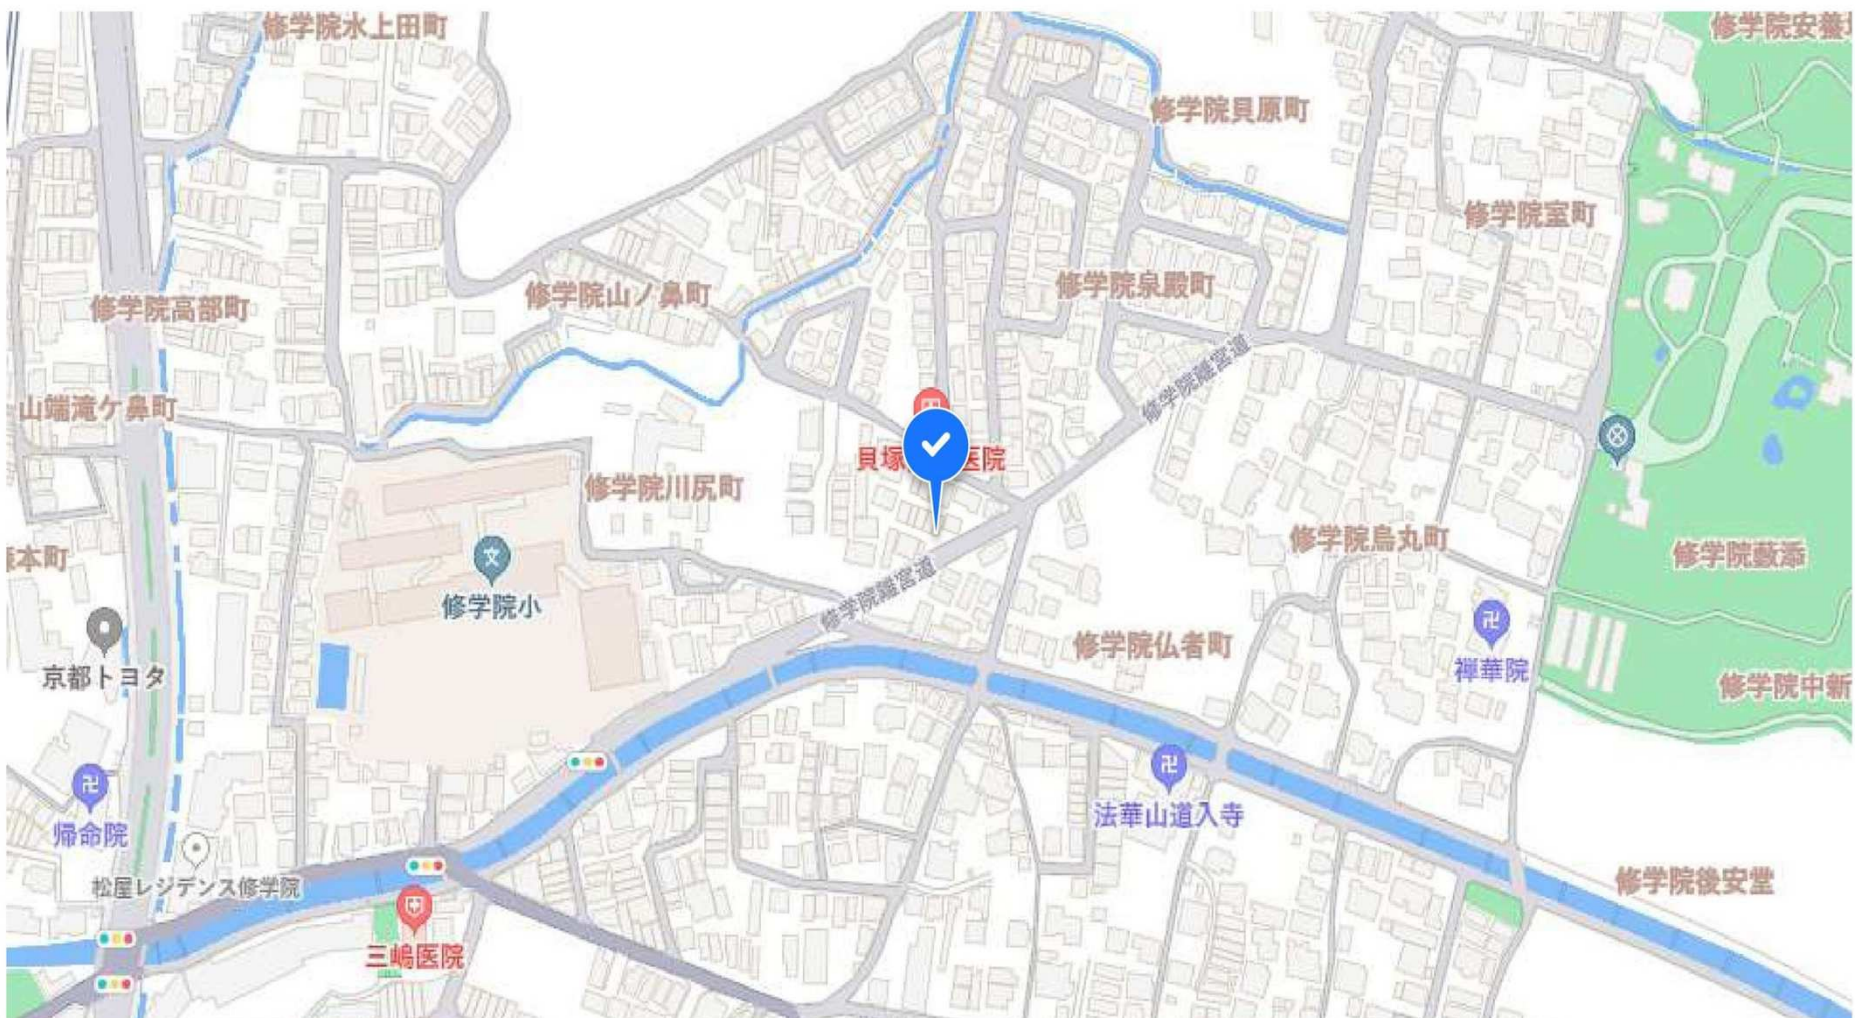 修学院水上田町
修学院安養
修学院貝原町
修学院室町
修学院泉殿町
修学院山ノ鼻町
修学院高部町
修学院離宮道
山端滝ケ鼻町
貝塚
医院
修学院川尻町
修学院烏丸町
修学院藪添
本町
修学院小
修学院離宮道
修学院仏者町
禅華院
京都トヨタ
修学院中新
法華山道入寺
帰命院
松屋レジデンス修学院
修学院後安堂
三嶋医院